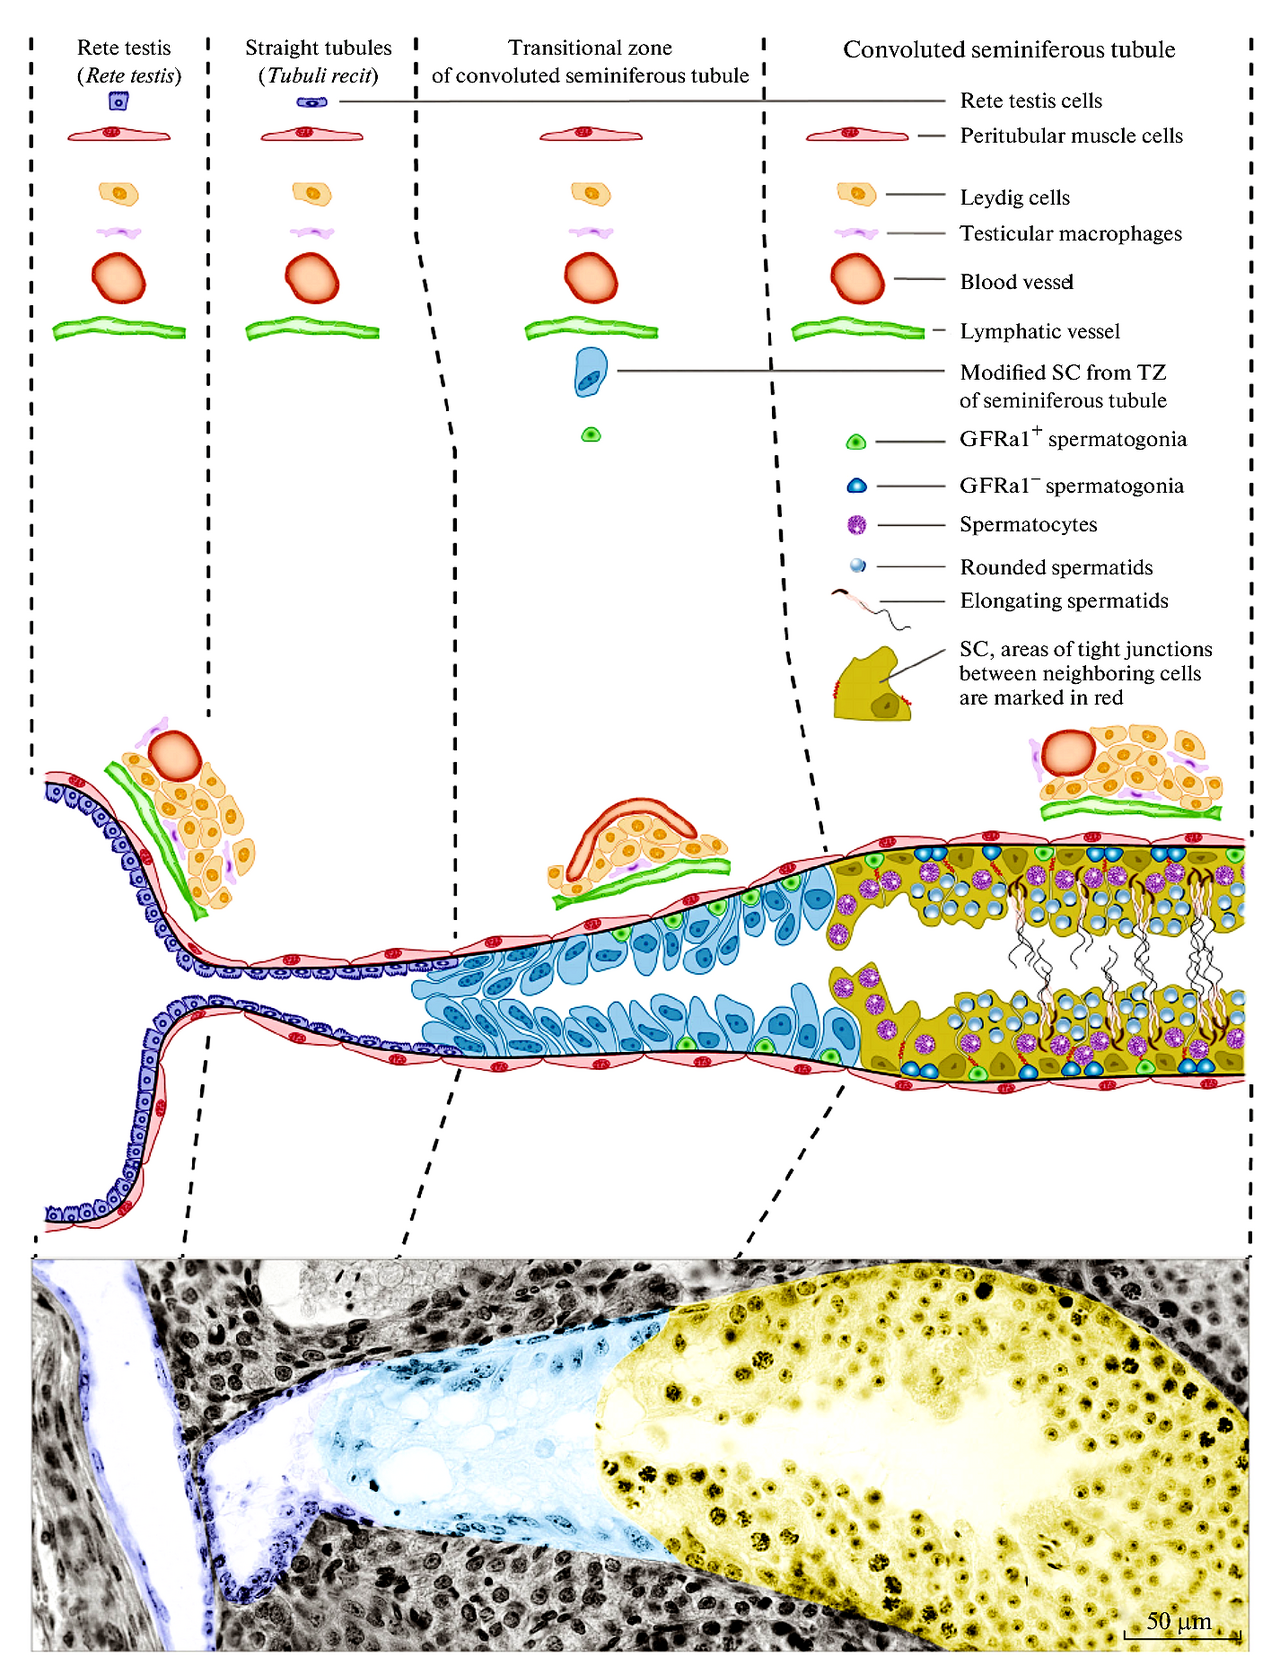 Rete testis
(Rete testis)
Straight tubules
(Tubuli recit)
Transitional zone
of convoluted seminiferous tubule
Convoluted seminiferous tubule
Rete testis cells
Peritubular muscle cells
Leydig cells
Testicular macrophages
Blood vessel
Lymphatic vessel
Modified SC from TZ
of seminiferous tubule
GFRa1⁺ spermatogonia
GFRa1⁻ spermatogonia
Spermatocytes
Rounded spermatids
Elongating spermatids
SC, areas of tight junctions
between neighboring cells
are marked in red
50 µm